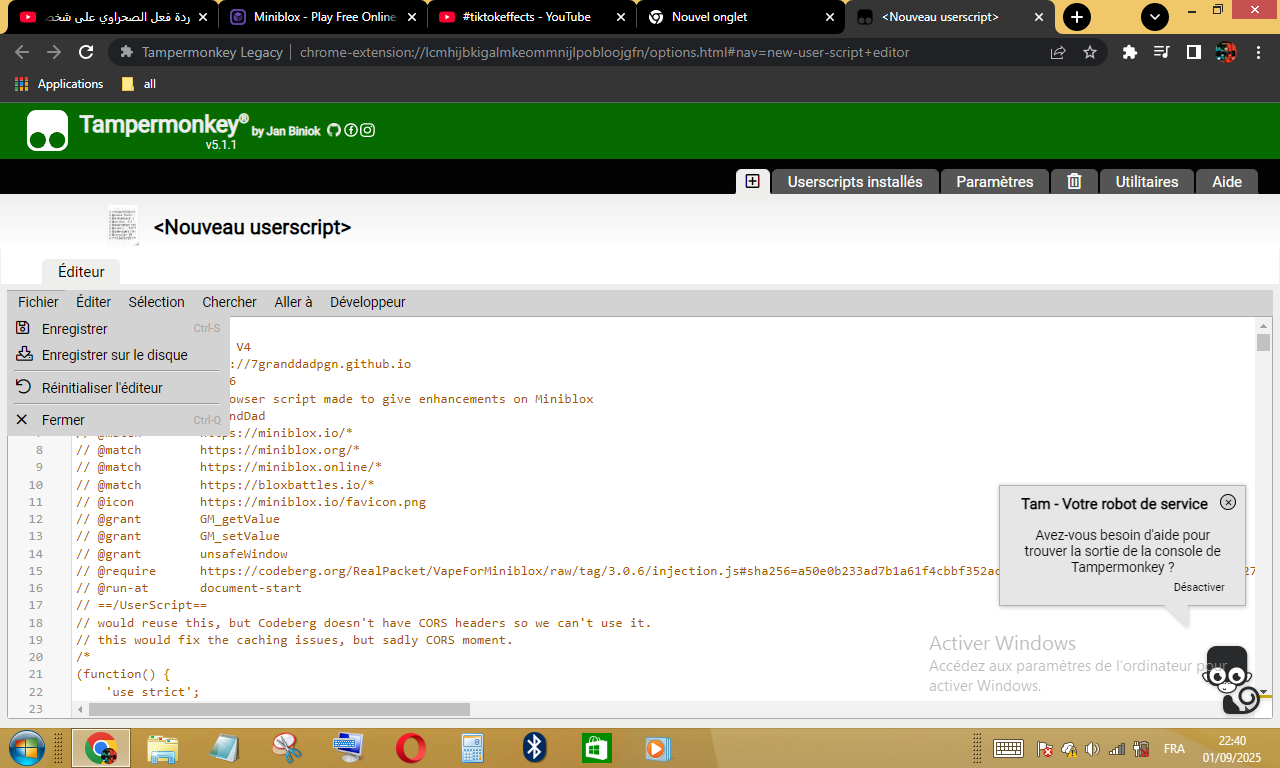 ردة فعل الصحراوي على شخص
Miniblox - Play Free Online
#tiktokeffects - YouTube
Nouvel onglet
<Nouveau userscript>
Tampermonkey Legacy | chrome-extension://lcmhijbkigalmkeommnijlpobloojgfn/options.html#nav=new-user-script+editor
Applications
all
Tampermonkey® by Jan Biniok
v5.1.1
Userscripts installés
Paramètres
Utilitaires
Aide
<Nouveau userscript>
Éditeur
Fichier Éditer Sélection Chercher Aller à Développeur
Enregistrer Ctrl-S
Enregistrer sur le disque
Réinitialiser l'éditeur
Fermer Ctrl-Q
V4
://7granddadpgn.github.io
6
owser script made to give enhancements on Miniblox
ndDad
https://miniblox.io/*
8 // @match https://miniblox.org/*
9 // @match https://miniblox.online/*
10 // @match https://bloxbattles.io/*
11 // @icon https://miniblox.io/favicon.png
12 // @grant GM_getValue
13 // @grant GM_setValue
14 // @grant unsafeWindow
15 // @require https://codeberg.org/RealPacket/VapeForMiniblox/raw/tag/3.0.6/injection.js#sha256=a50e0b233ad7b1a61f4cbbf352ac
16 // @run-at document-start
17 // ==/UserScript==
18 // would reuse this, but Codeberg doesn't have CORS headers so we can't use it.
19 // this would fix the caching issues, but sadly CORS moment.
20 /*
21 (function() {
22 'use strict';
23
Tam - Votre robot de service
Avez-vous besoin d'aide pour
trouver la sortie de la console de
Tampermonkey ?
Désactiver
Activer Windows
Accédez aux paramètres de l'ordinateur pour
activer Windows.
FRA
22:40
01/09/2025